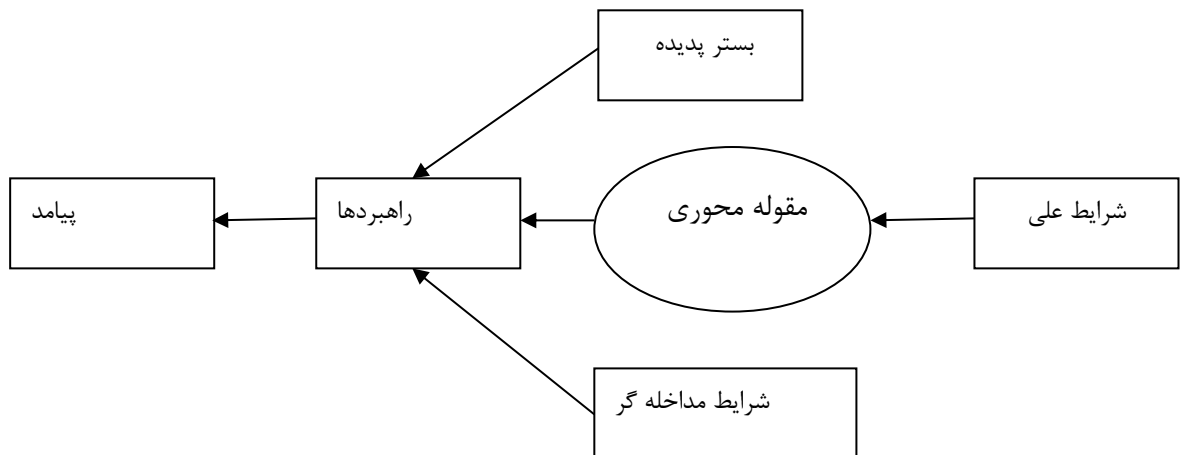 بستر پدیده
شرایط علی
مقوله محوری
راهبردها
پیامد
شرایط مداخله گر